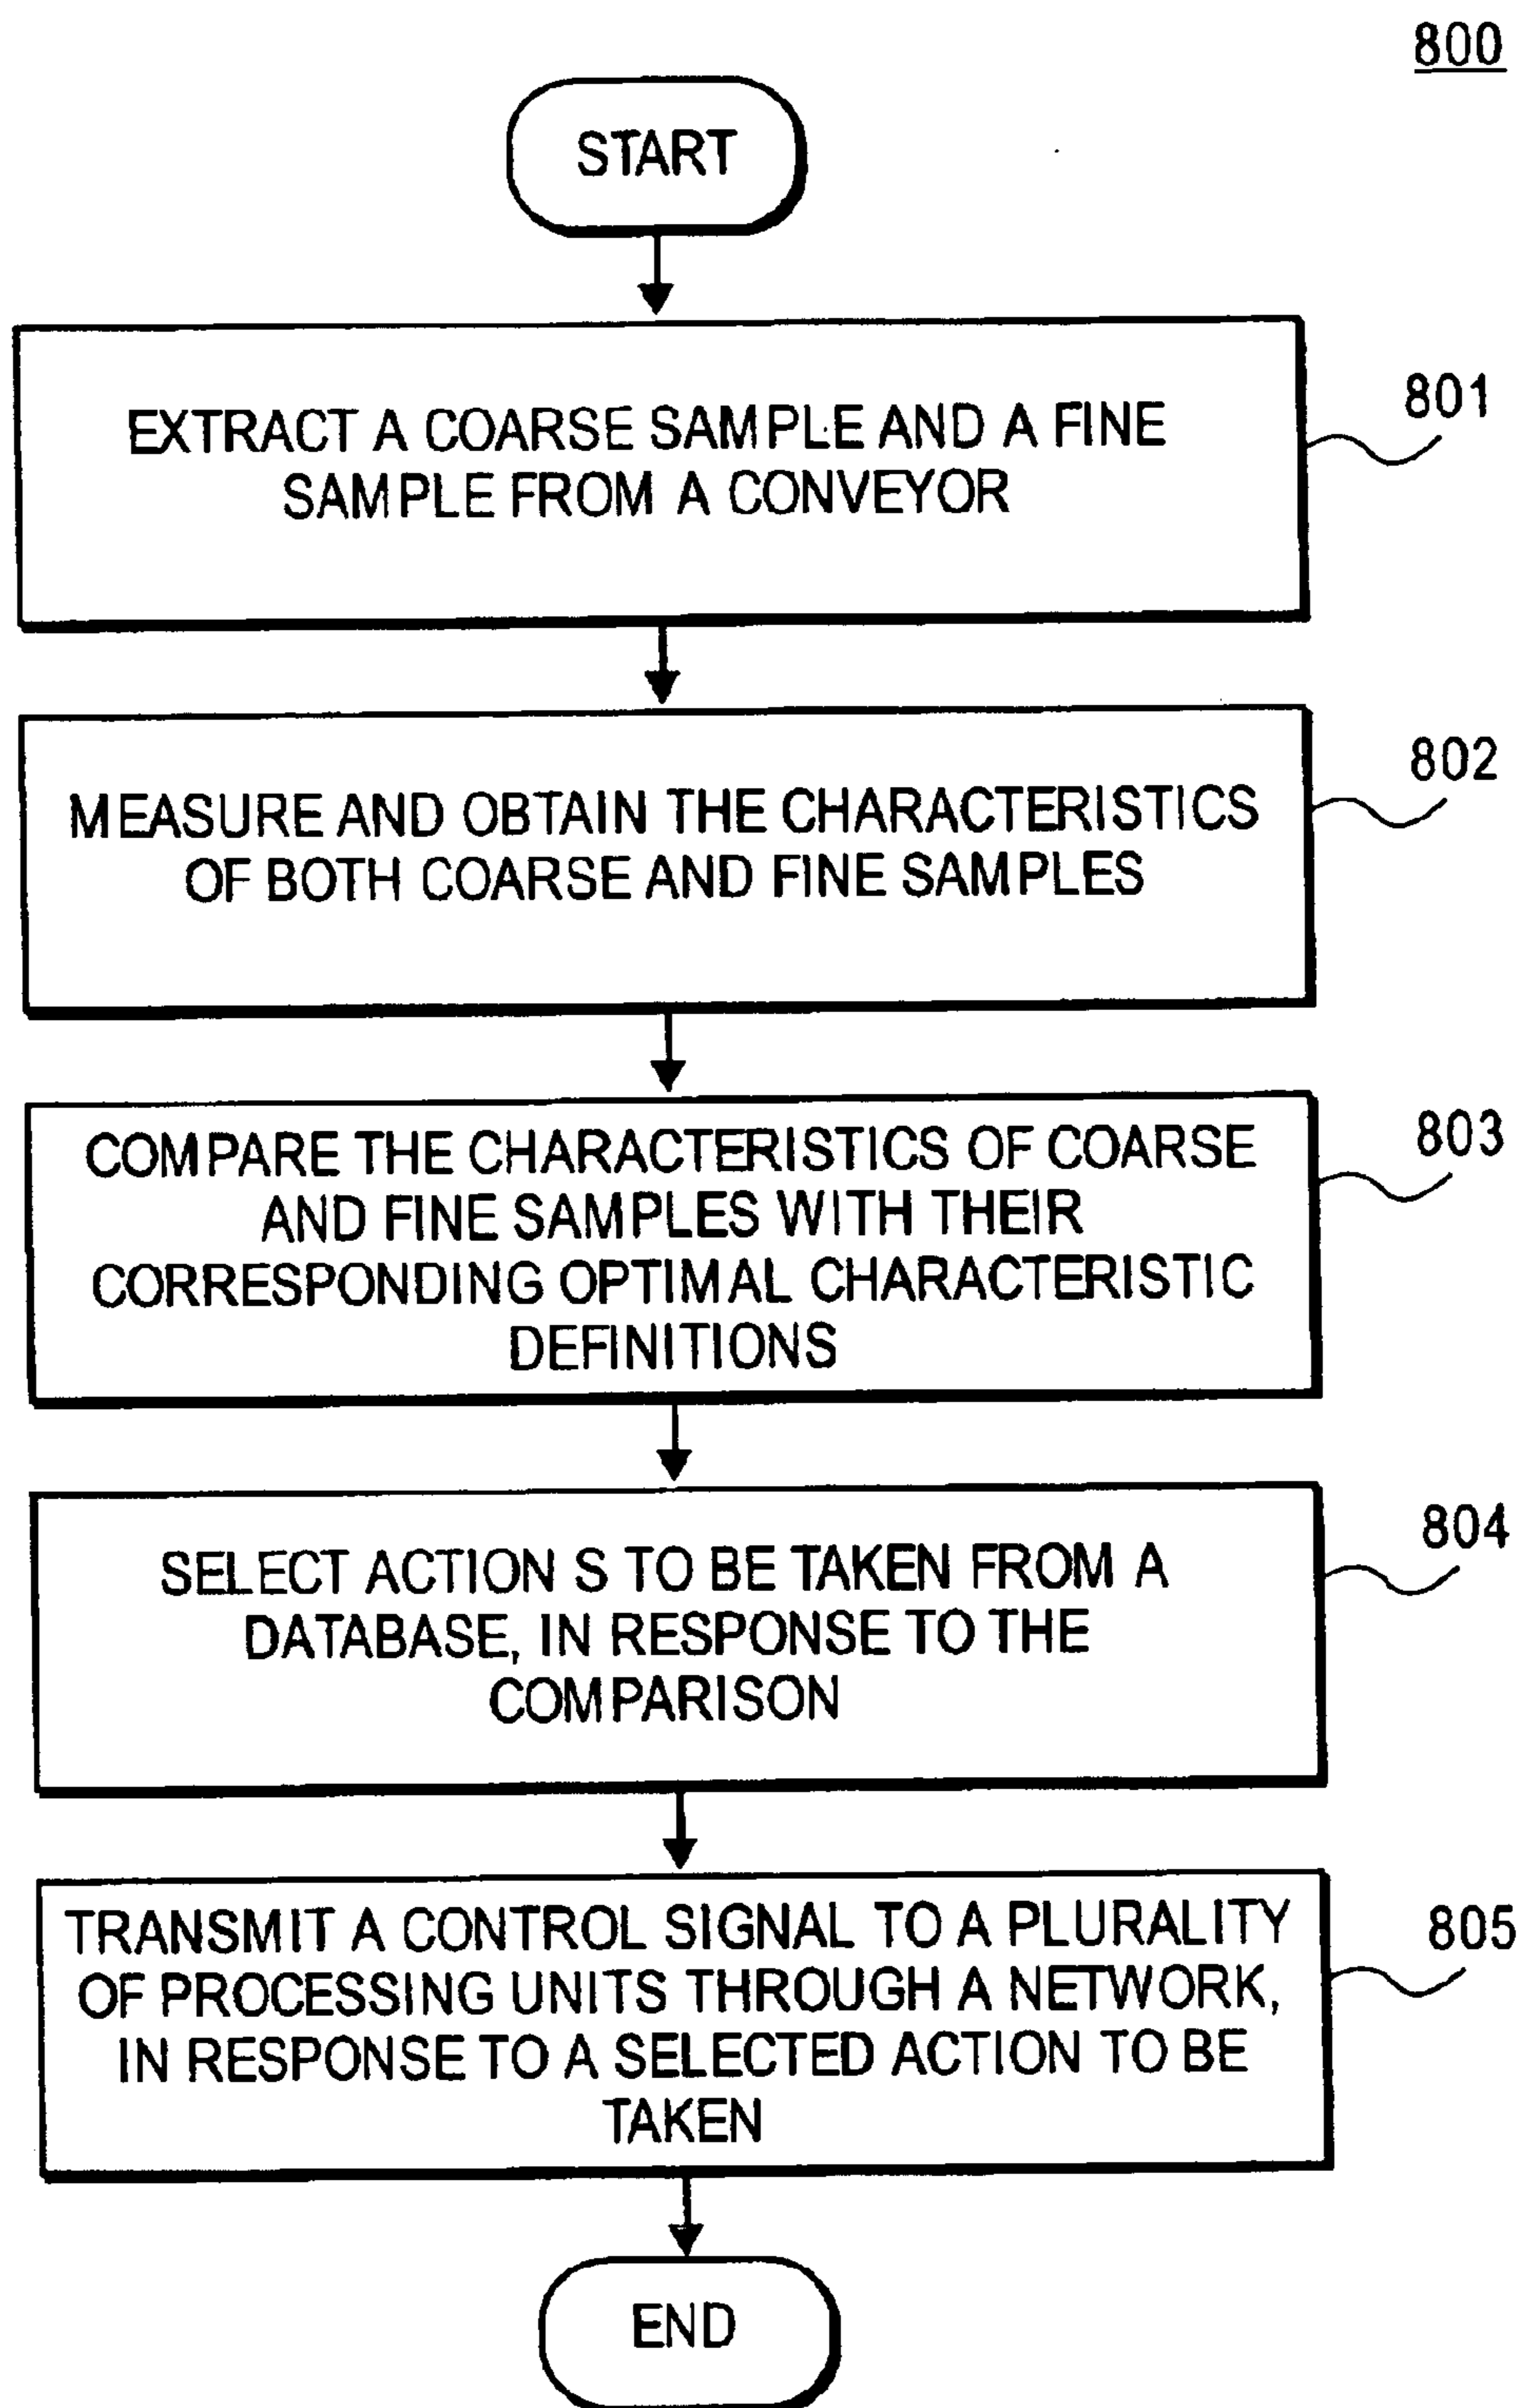 800
START
EXTRACT A COARSE SAMPLE AND A FINE
SAMPLE FROM A CONVEYOR
801
MEASURE AND OBTAIN THE CHARACTERISTICS
OF BOTH COARSE AND FINE SAMPLES
802
COMPARE THE CHARACTERISTICS OF COARSE
AND FINE SAMPLES WITH THEIR
CORRESPONDING OPTIMAL CHARACTERISTIC
DEFINITIONS
803
SELECT ACTION S TO BE TAKEN FROM A
DATABASE, IN RESPONSE TO THE
COMPARISON
804
TRANSMIT A CONTROL SIGNAL TO A PLURALITY
OF PROCESSING UNITS THROUGH A NETWORK,
IN RESPONSE TO A SELECTED ACTION TO BE
TAKEN
805
END